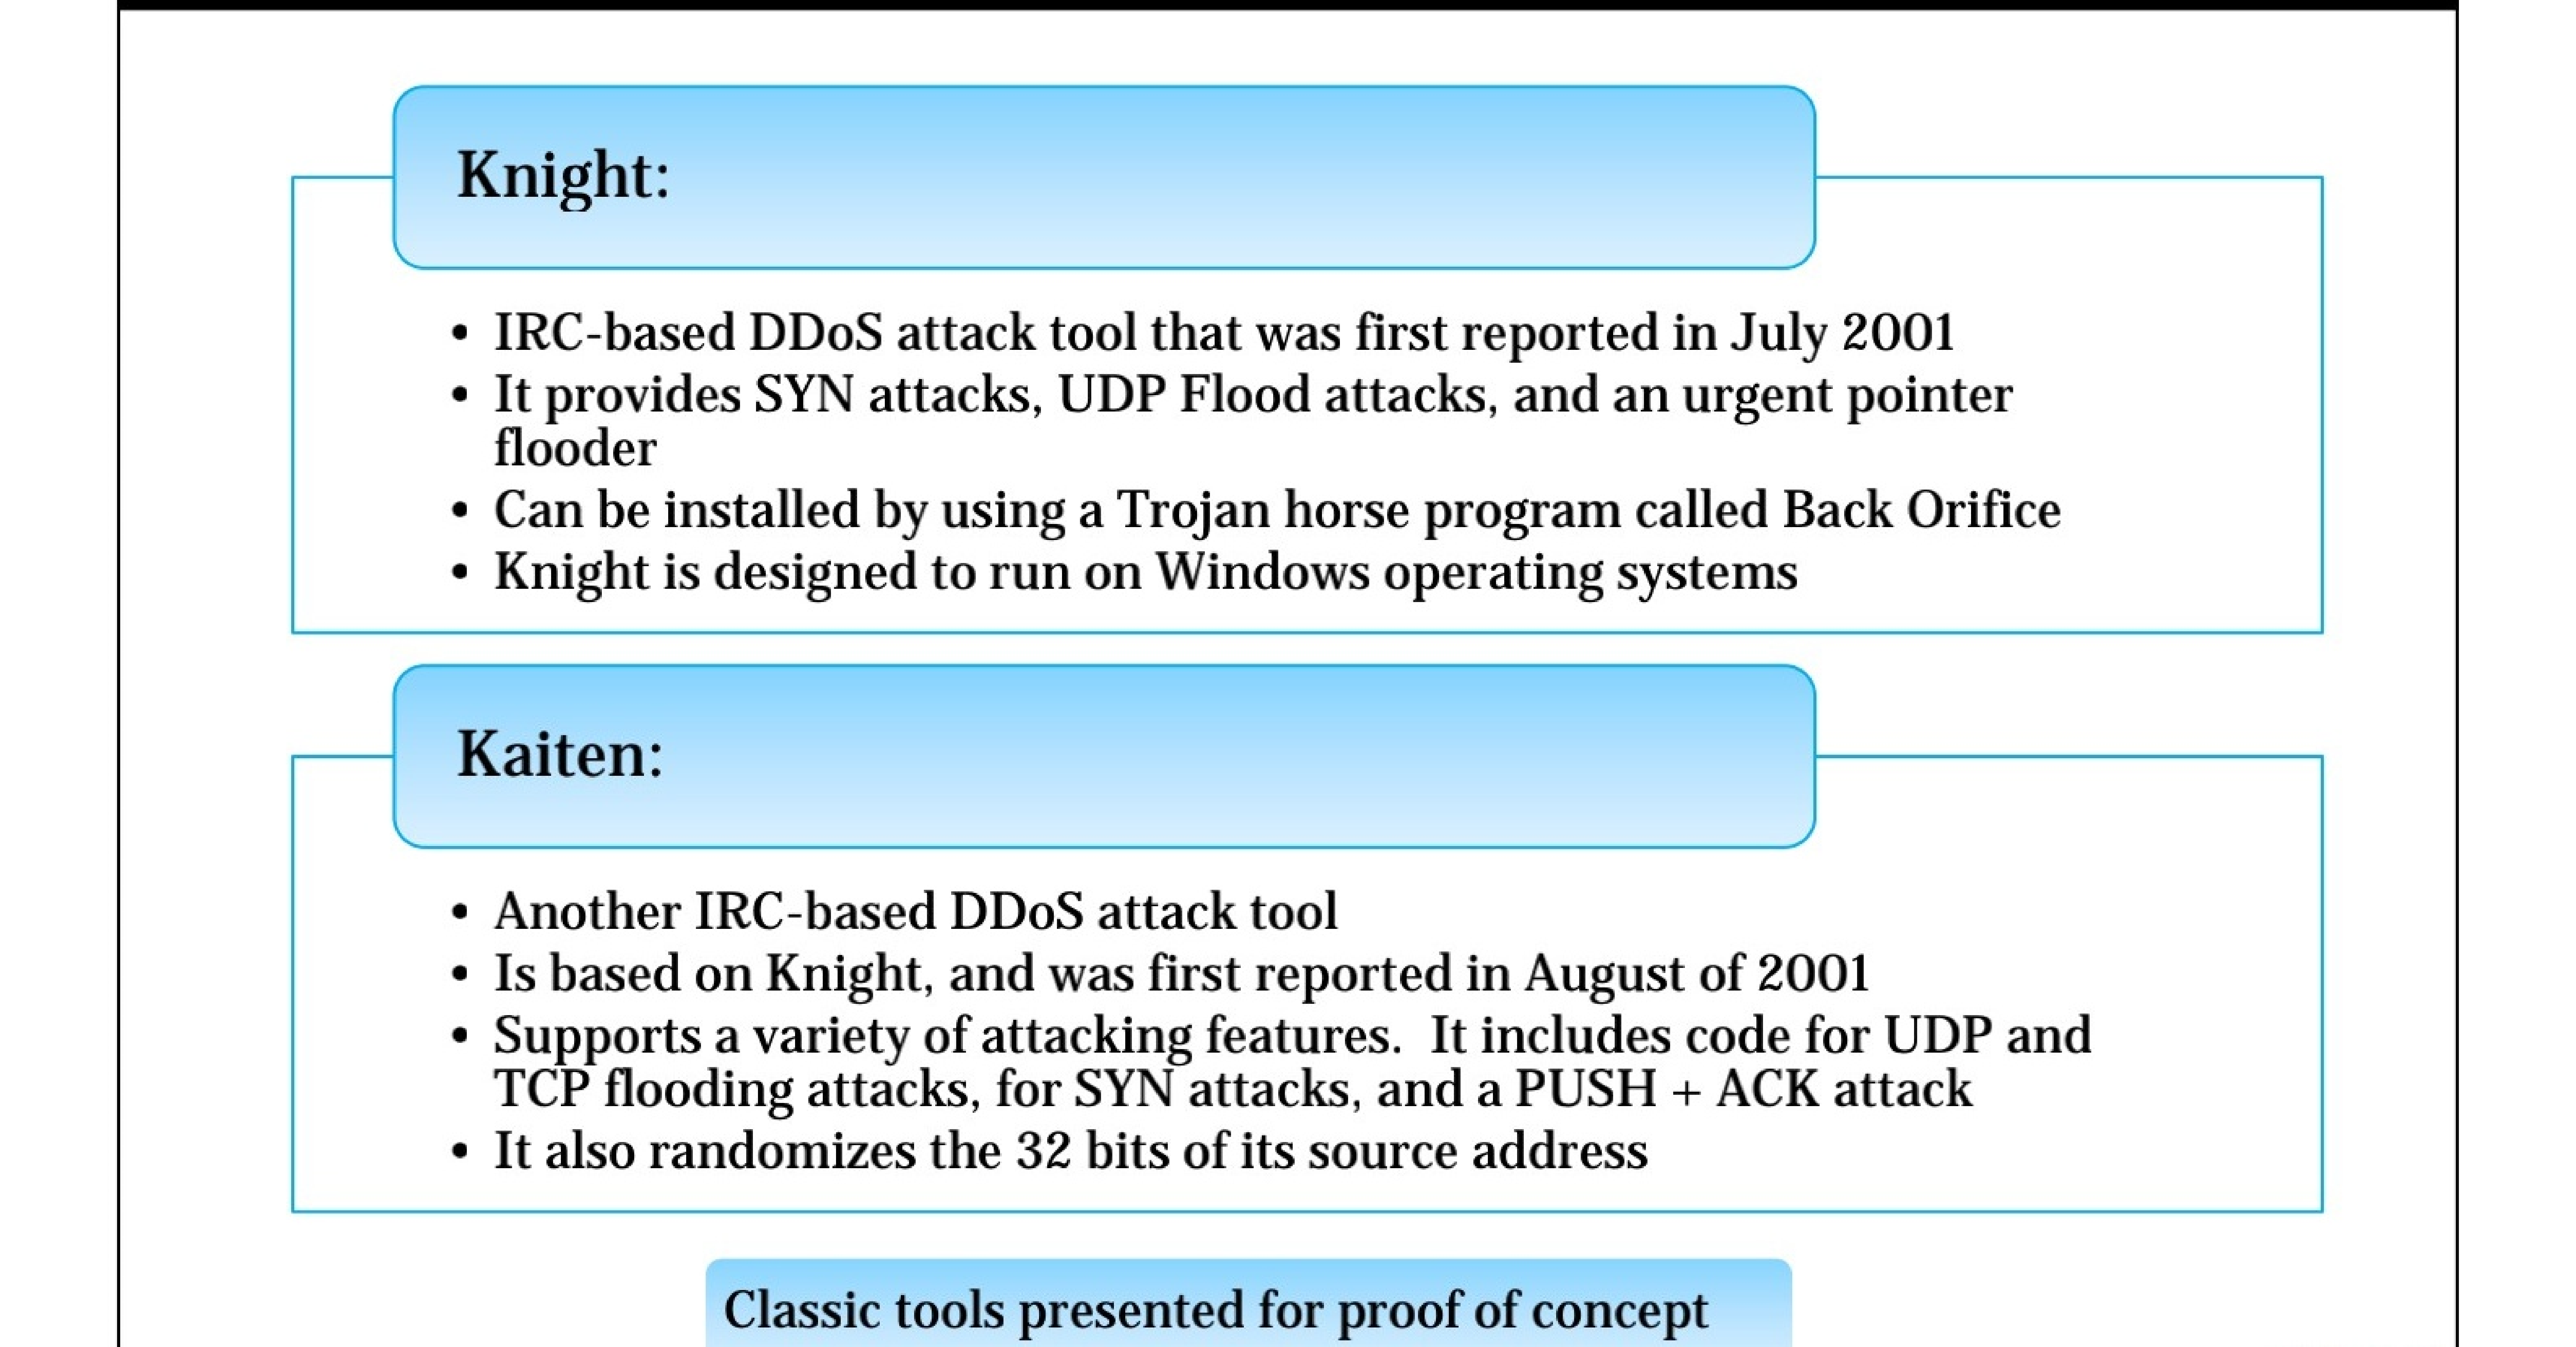 Knight:
• IRC-based DDoS attack tool that was first reported in July 2001
• It provides SYN attacks, UDP Flood attacks, and an urgent pointer
flooder
• Can be installed by using a Trojan horse program called Back Orifice
• Knight is designed to run on Windows operating systems
Kaiten:
• Another IRC-based DDoS attack tool
• Is based on Knight, and was first reported in August of 2001
• Supports a variety of attacking features.  It includes code for UDP and
TCP flooding attacks, for SYN attacks, and a PUSH + ACK attack
• It also randomizes the 32 bits of its source address
Classic tools presented for proof of concept